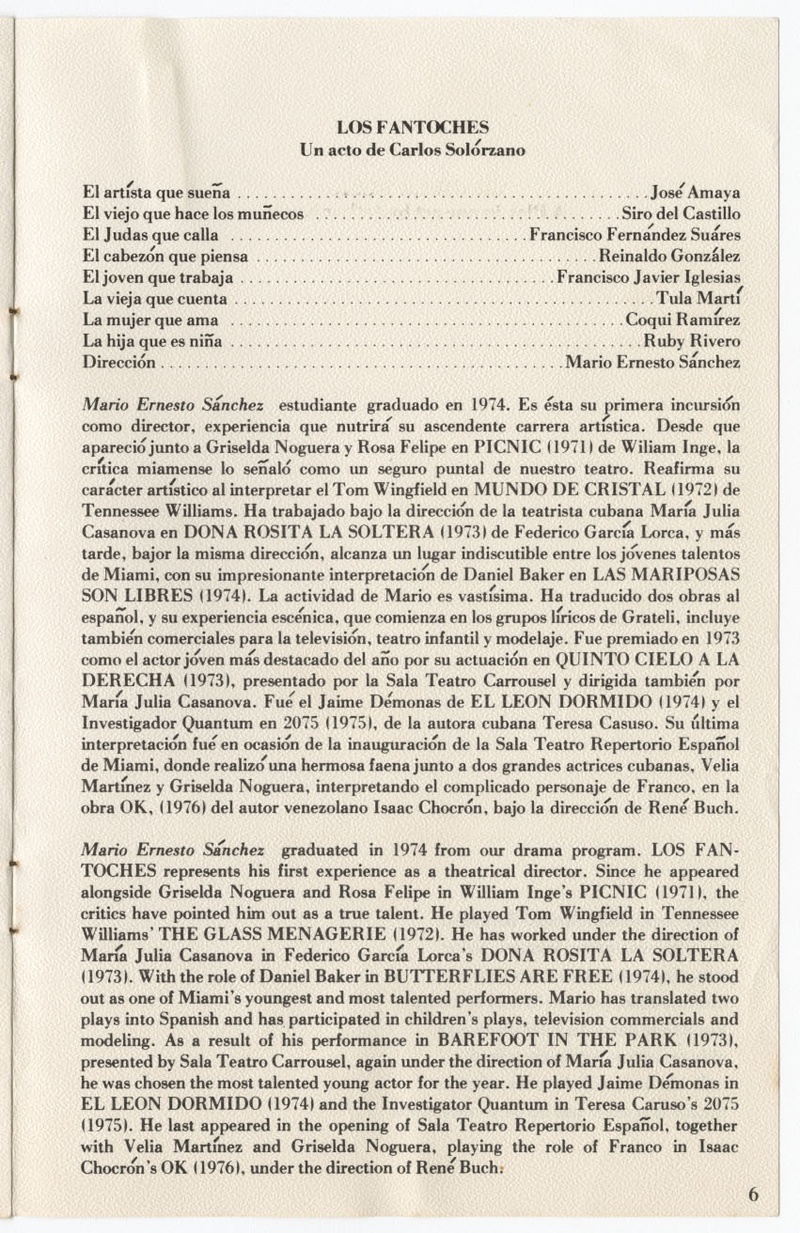 LOS FANTOCHES
Un acto de Carlos Solórzano
El artísta que sueña . . . . . . . . . . . . . . . . . . . . . . . . . . . . . . . . . . . . . . . . . . . . . . . José Amaya
El viejo que hace los muñecos . . . . . . . . . . . . . . . . . . . . . . . . . . . . . . . . . . . Siro del Castillo
El Judas que calla . . . . . . . . . . . . . . . . . . . . . . . . . . . . . . . . . . Francisco Fernández Suáres
El cabezón que piensa . . . . . . . . . . . . . . . . . . . . . . . . . . . . . . . . . . . . . . . Reinaldo González
El joven que trabaja . . . . . . . . . . . . . . . . . . . . . . . . . . . . . . . . . . . Francisco Javier Iglesias
La vieja que cuenta . . . . . . . . . . . . . . . . . . . . . . . . . . . . . . . . . . . . . . . . . . . . . . . Tula Martí
La mujer que ama . . . . . . . . . . . . . . . . . . . . . . . . . . . . . . . . . . . . . . . . . . . . Coqui Ramírez
La hija que es niña . . . . . . . . . . . . . . . . . . . . . . . . . . . . . . . . . . . . . . . . . . . . . . Ruby Rivero
Dirección . . . . . . . . . . . . . . . . . . . . . . . . . . . . . . . . . . . . . . . . . . . . . . Mario Ernesto Sánchez
Mario Ernesto Sánchez estudiante graduado en 1974. Es ésta su primera incursión
como director, experiencia que nutrirá su ascendente carrera artística. Desde que
apareció junto a Griselda Noguera y Rosa Felipe en PICNIC (1971) de Wiliam Inge, la
crítica miamense lo señaló como un seguro puntal de nuestro teatro. Reafirma su
carácter artístico al interpretar el Tom Wingfield en MUNDO DE CRISTAL (1972) de
Tennessee Williams. Ha trabajado bajo la dirección de la teatrista cubana María Julia
Casanova en DONA ROSITA LA SOLTERA (1973) de Federico García Lorca, y más
tarde, bajor la misma dirección, alcanza un lugar indiscutible entre los jóvenes talentos
de Miami, con su impresionante interpretación de Daniel Baker en LAS MARIPOSAS
SON LIBRES (1974). La actividad de Mario es vastísima. Ha traducido dos obras al
español, y su experiencia escénica, que comienza en los grupos líricos de Grateli, incluye
también comerciales para la televisión, teatro infantil y modelaje. Fue premiado en 1973
como el actor jóven más destacado del año por su actuación en QUINTO CIELO A LA
DERECHA (1973), presentado por la Sala Teatro Carrousel y dirigida también por
María Julia Casanova. Fué el Jaime Démonas de EL LEON DORMIDO (1974) y el
Investigador Quantum en 2075 (1975), de la autora cubana Teresa Casuso. Su última
interpretación fué en ocasión de la inauguración de la Sala Teatro Repertorio Español
de Miami, donde realizó una hermosa faena junto a dos grandes actrices cubanas, Velia
Martínez y Griselda Noguera, interpretando el complicado personaje de Franco, en la
obra OK, (1976) del autor venezolano Isaac Chocrón, bajo la dirección de René Buch.
Mario Ernesto Sánchez graduated in 1974 from our drama program. LOS FAN-
TOCHES represents his first experience as a theatrical director. Since he appeared
alongside Griselda Noguera and Rosa Felipe in William Inge's PICNIC (1971), the
critics have pointed him out as a true talent. He played Tom Wingfield in Tennessee
Williams' THE GLASS MENAGERIE (1972). He has worked under the direction of
María Julia Casanova in Federico García Lorca's DONA ROSITA LA SOLTERA
(1973). With the role of Daniel Baker in BUTTERFLIES ARE FREE (1974), he stood
out as one of Miami's youngest and most talented performers. Mario has translated two
plays into Spanish and has participated in children's plays, television commercials and
modeling. As a result of his performance in BAREFOOT IN THE PARK (1973),
presented by Sala Teatro Carrousel, again under the direction of María Julia Casanova,
he was chosen the most talented young actor for the year. He played Jaime Démonas in
EL LEON DORMIDO (1974) and the Investigator Quantum in Teresa Caruso's 2075
(1975). He last appeared in the opening of Sala Teatro Repertorio Español, together
with Velia Martínez and Griselda Noguera, playing the role of Franco in Isaac
Chocrón's OK (1976), under the direction of René Buch.
6